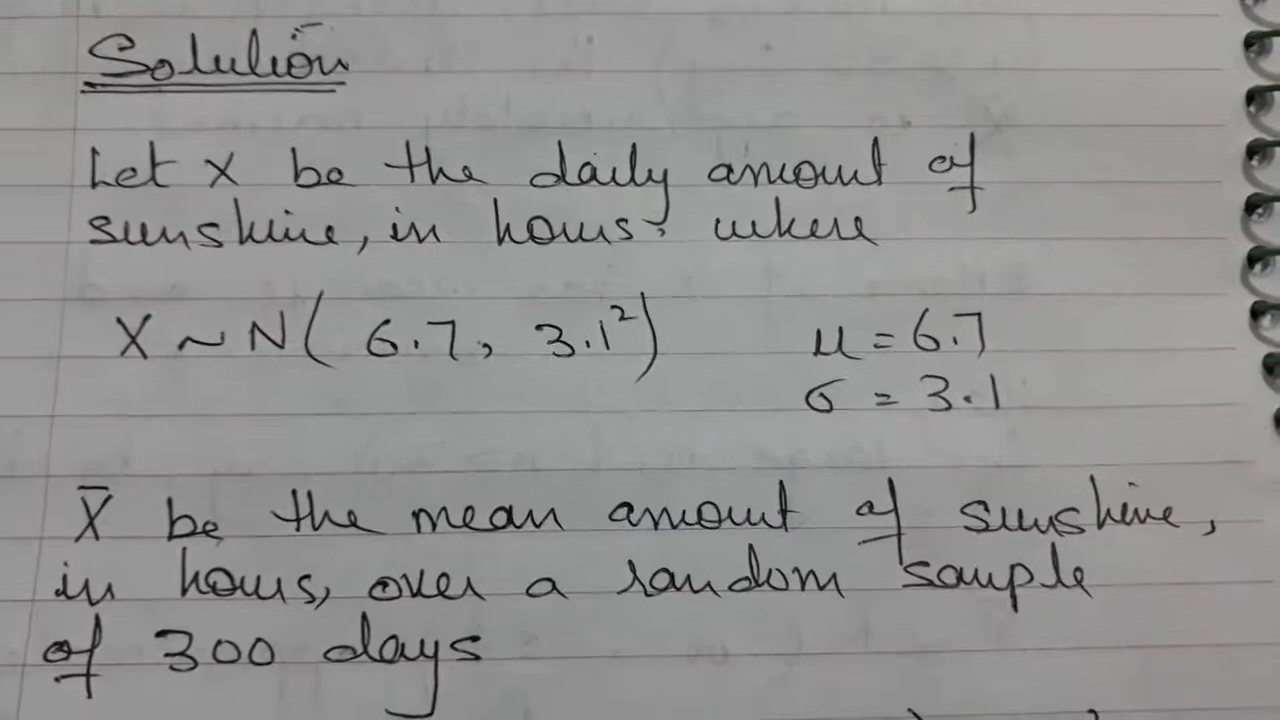 Solution
Let X be the daily amount of
sunshine, in hours, where
X ~ N( 6.7, 3.1²) μ = 6.7
σ = 3.1
X̄ be the mean amount of sunshine,
in hours, over a random sample
of 300 days